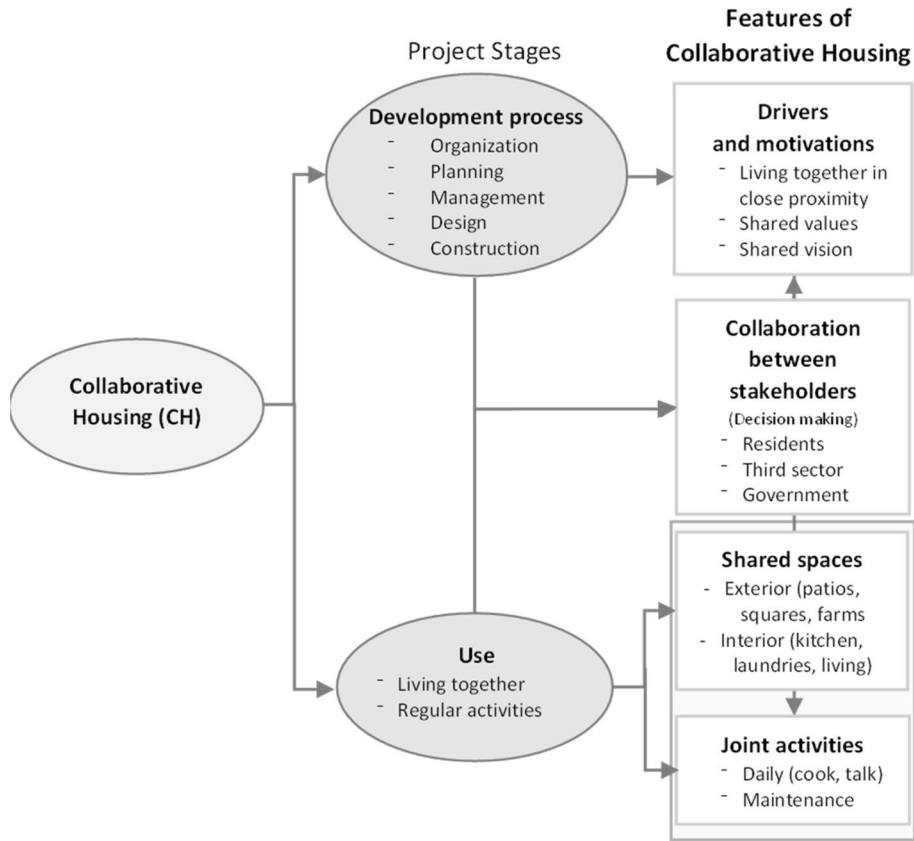 Project Stages
Features of
Collaborative Housing
Development process
- Organization
- Planning
- Management
- Design
- Construction
Drivers
and motivations
- Living together in
close proximity
- Shared values
- Shared vision
Collaborative
Housing (CH)
Collaboration
between
stakeholders
(Decision making)
- Residents
- Third sector
- Government
Use
- Living together
- Regular activities
Shared spaces
- Exterior (patios,
squares, farms
- Interior (kitchen,
laundries, living)
Joint activities
- Daily (cook, talk)
- Maintenance